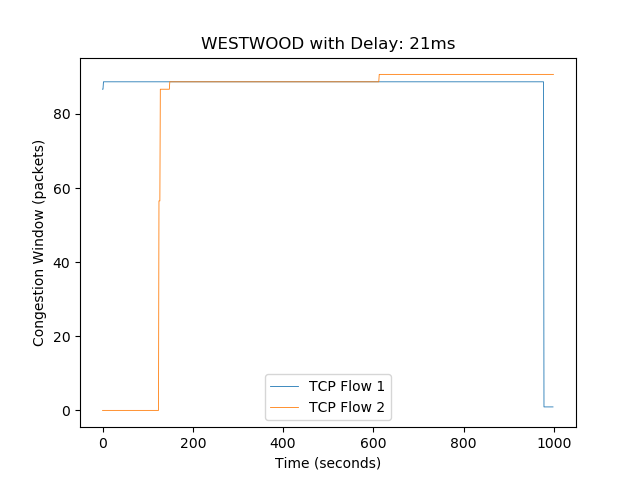 WESTWOOD with Delay: 21ms
Congestion Window (packets)
80
60
40
20
0
TCP Flow 1
TCP Flow 2
0 200 400 600 800 1000
Time (seconds)